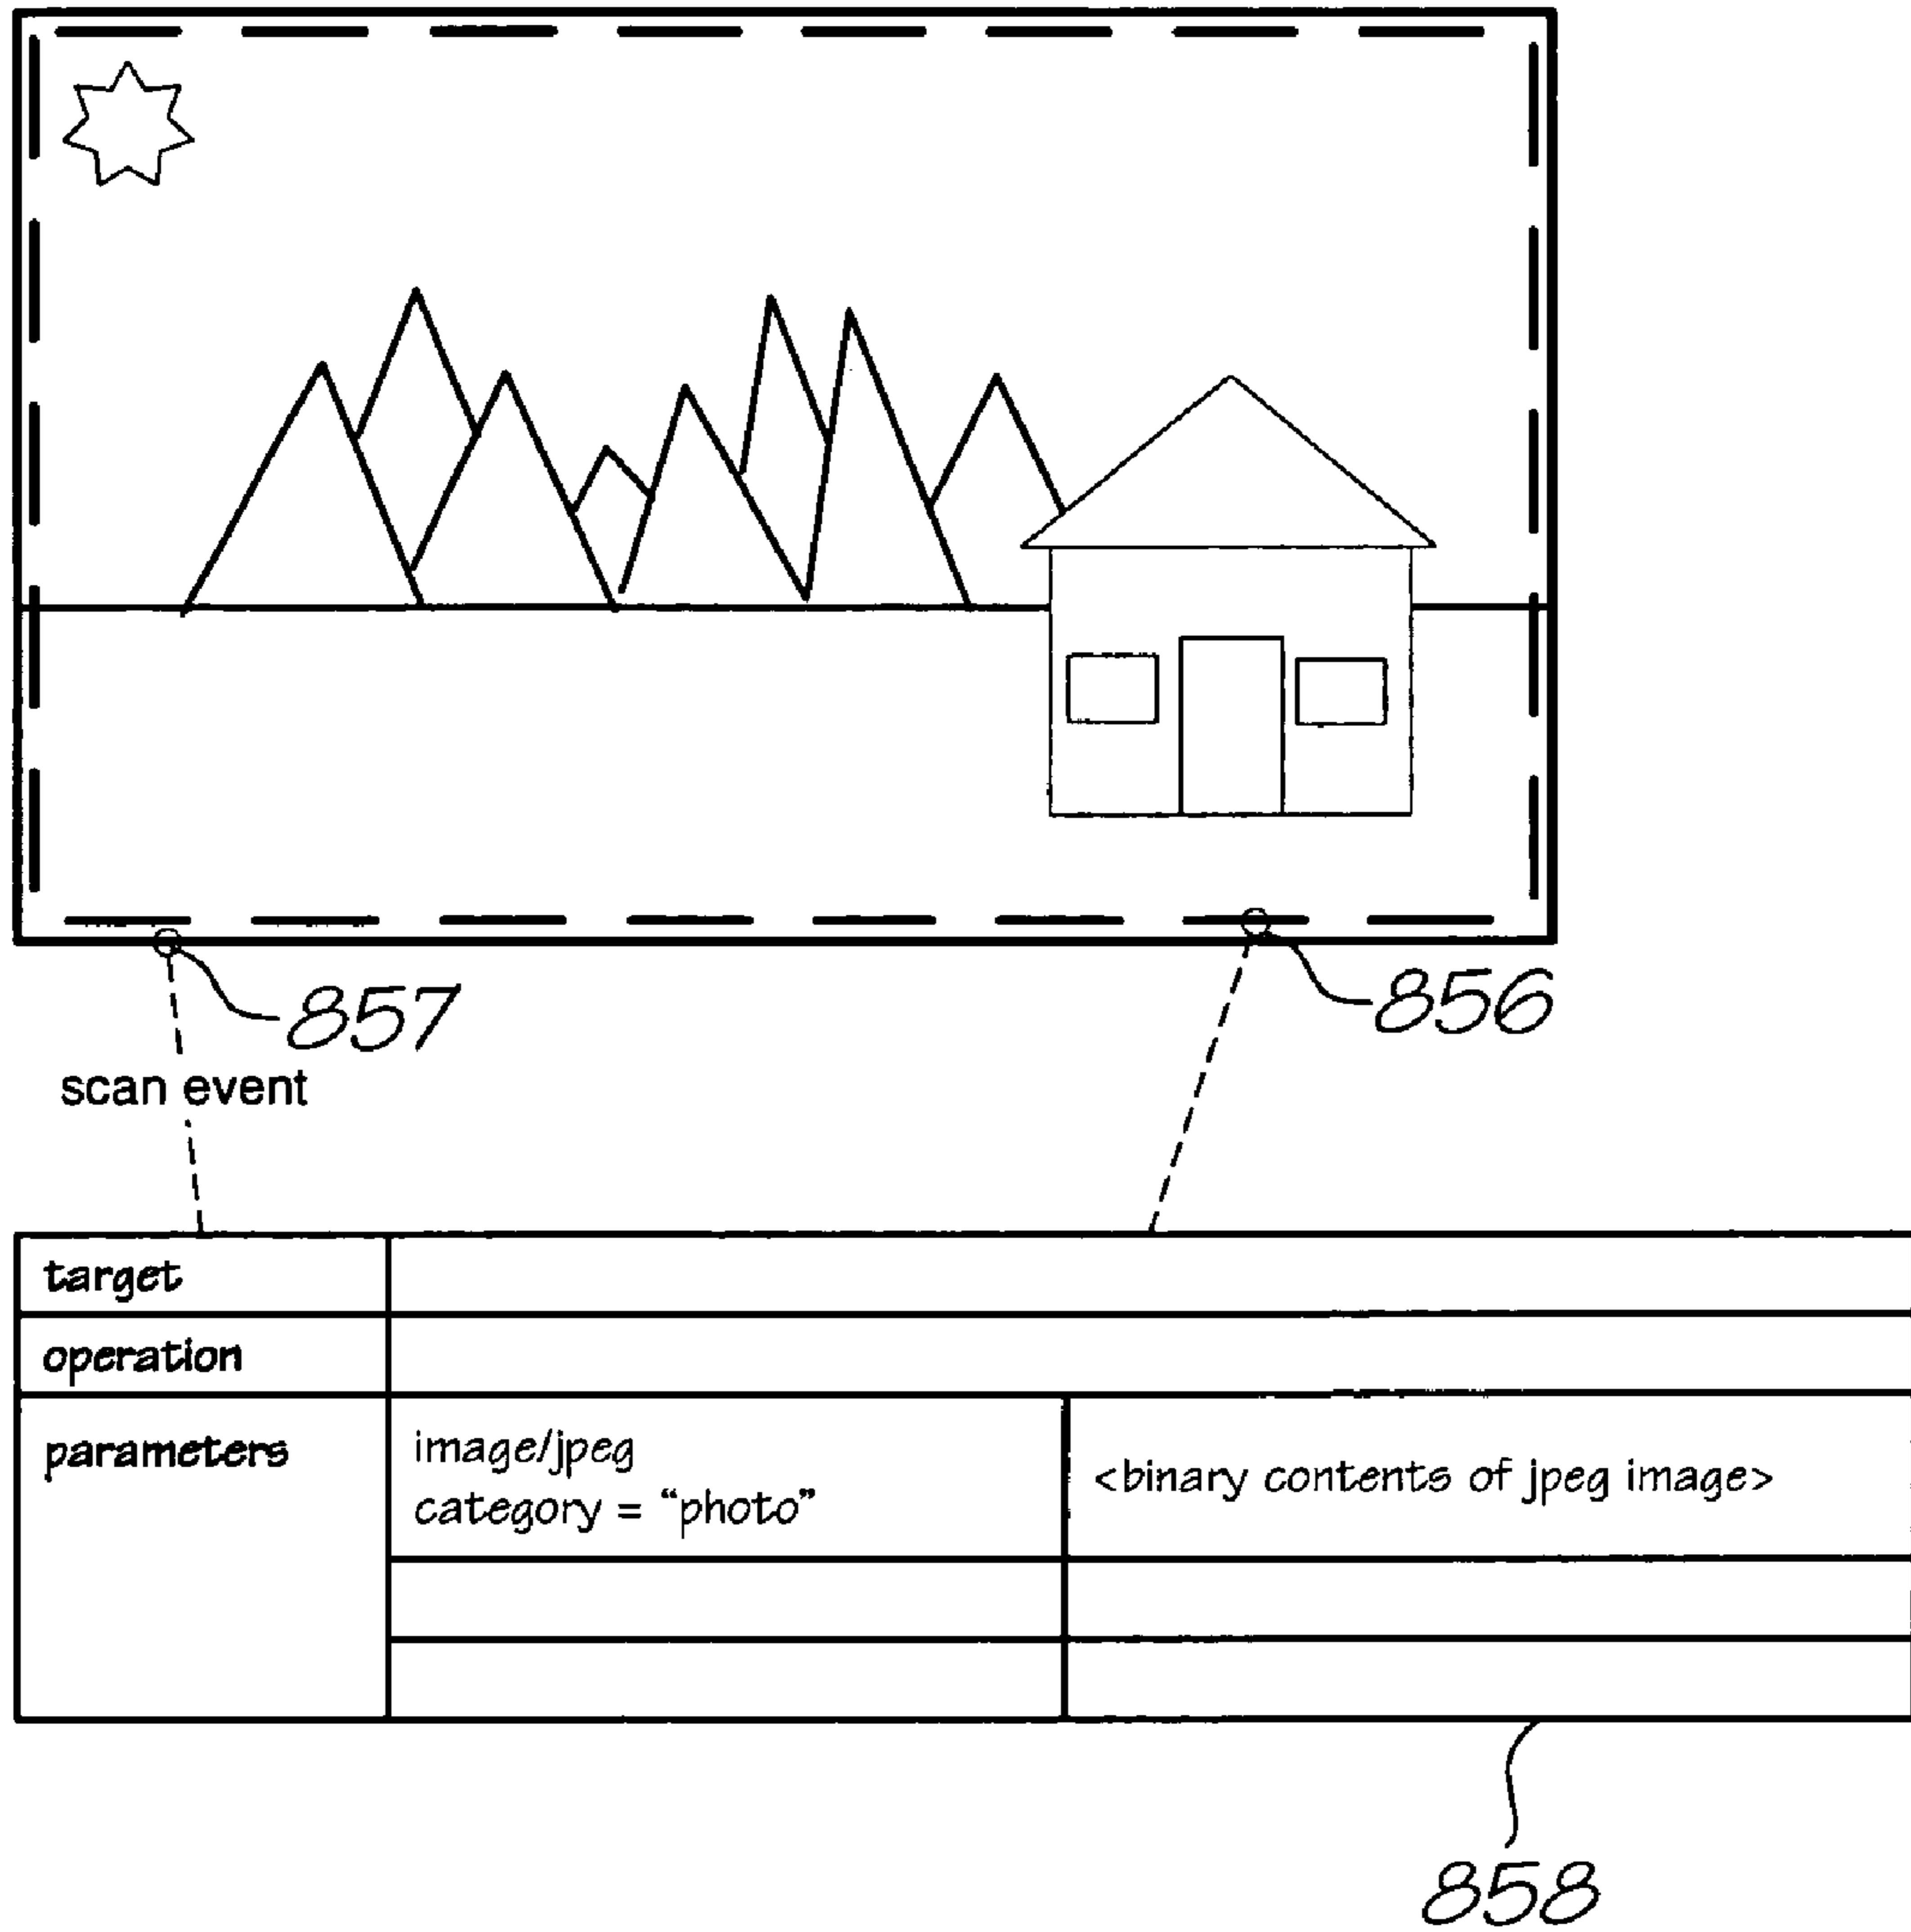 857
856
scan event
target
operation
parameters
image/jpeg
category = “photo”
<binary contents of jpeg image>
858